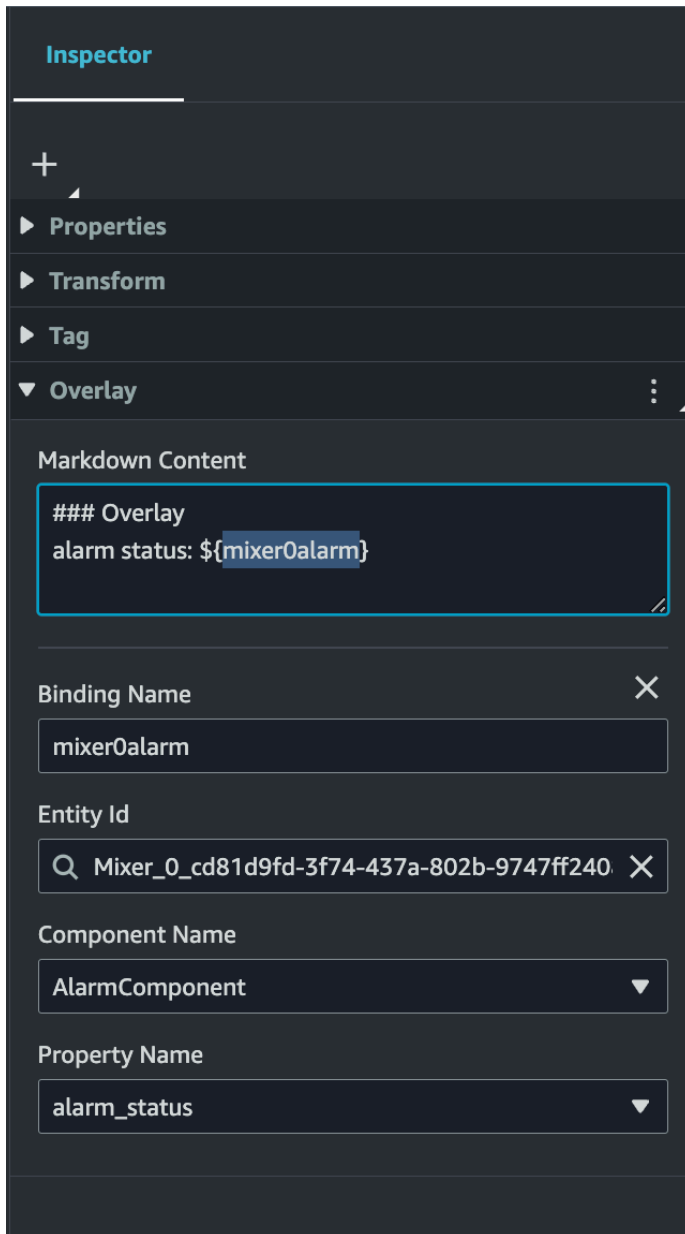 Inspector
Properties
Transform
Tag
Overlay
Markdown Content
### Overlay
alarm status: ${mixer0alarm}
Binding Name
mixer0alarm
Entity Id
Mixer_0_cd81d9fd-3f74-437a-802b-9747ff240
Component Name
AlarmComponent
Property Name
alarm_status